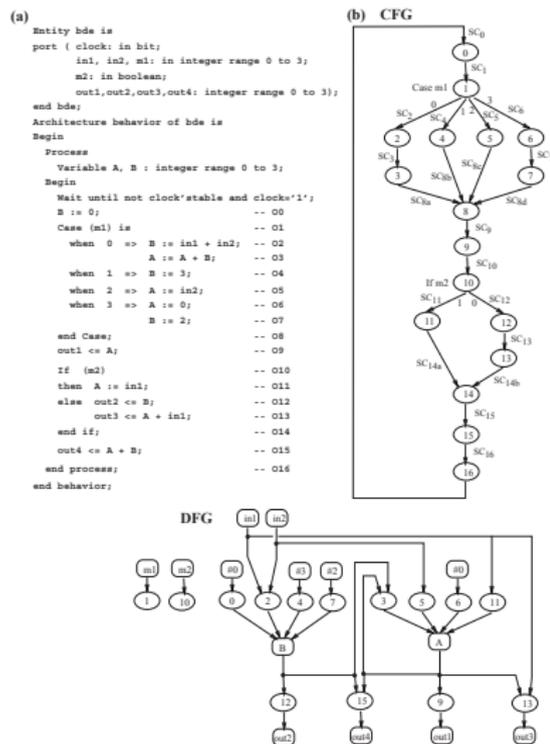 (a)
Entity bde is
port ( clock: in bit;
in1, in2, m1: in integer range 0 to 3;
m2: in boolean;
out1,out2,out3,out4: integer range 0 to 3);
end bde;
Architecture behavior of bde is
Begin
Process
Variable A, B : integer range 0 to 3;
Begin
Wait until not clock'stable and clock='1';
B := 0; -- O0
Case (m1) is -- O1
when 0 => B := in1 + in2; -- O2
A := A + B; -- O3
when 1 => B := 3; -- O4
when 2 => A := in2; -- O5
when 3 => A := 0; -- O6
B := 2; -- O7
end Case; -- O8
out1 <= A; -- O9
If (m2) -- O10
then A := in1; -- O11
else out2 <= B; -- O12
out3 <= A + in1; -- O13
end if; -- O14
out4 <= A + B; -- O15
end process; -- O16
end behavior;
(b) CFG
SC0
0
SC1
Case m1 1
0 1 2 3
SC2 SC4 SC5 SC6
2 4 5 6
SC3 SC
3 7
SC8a SC8b SC8c SC8d
8
SC9
9
SC10
If m2 10
SC11 1 0 SC12
11 12
SC13
13
SC14a SC14b
14
SC15
15
SC16
16
DFG
in1 in2
m1 m2 #0 #3 #2 #0
1 10 0 2 4 7 3 5 6 11
B A
12 15 9 13
out2 out4 out1 out3